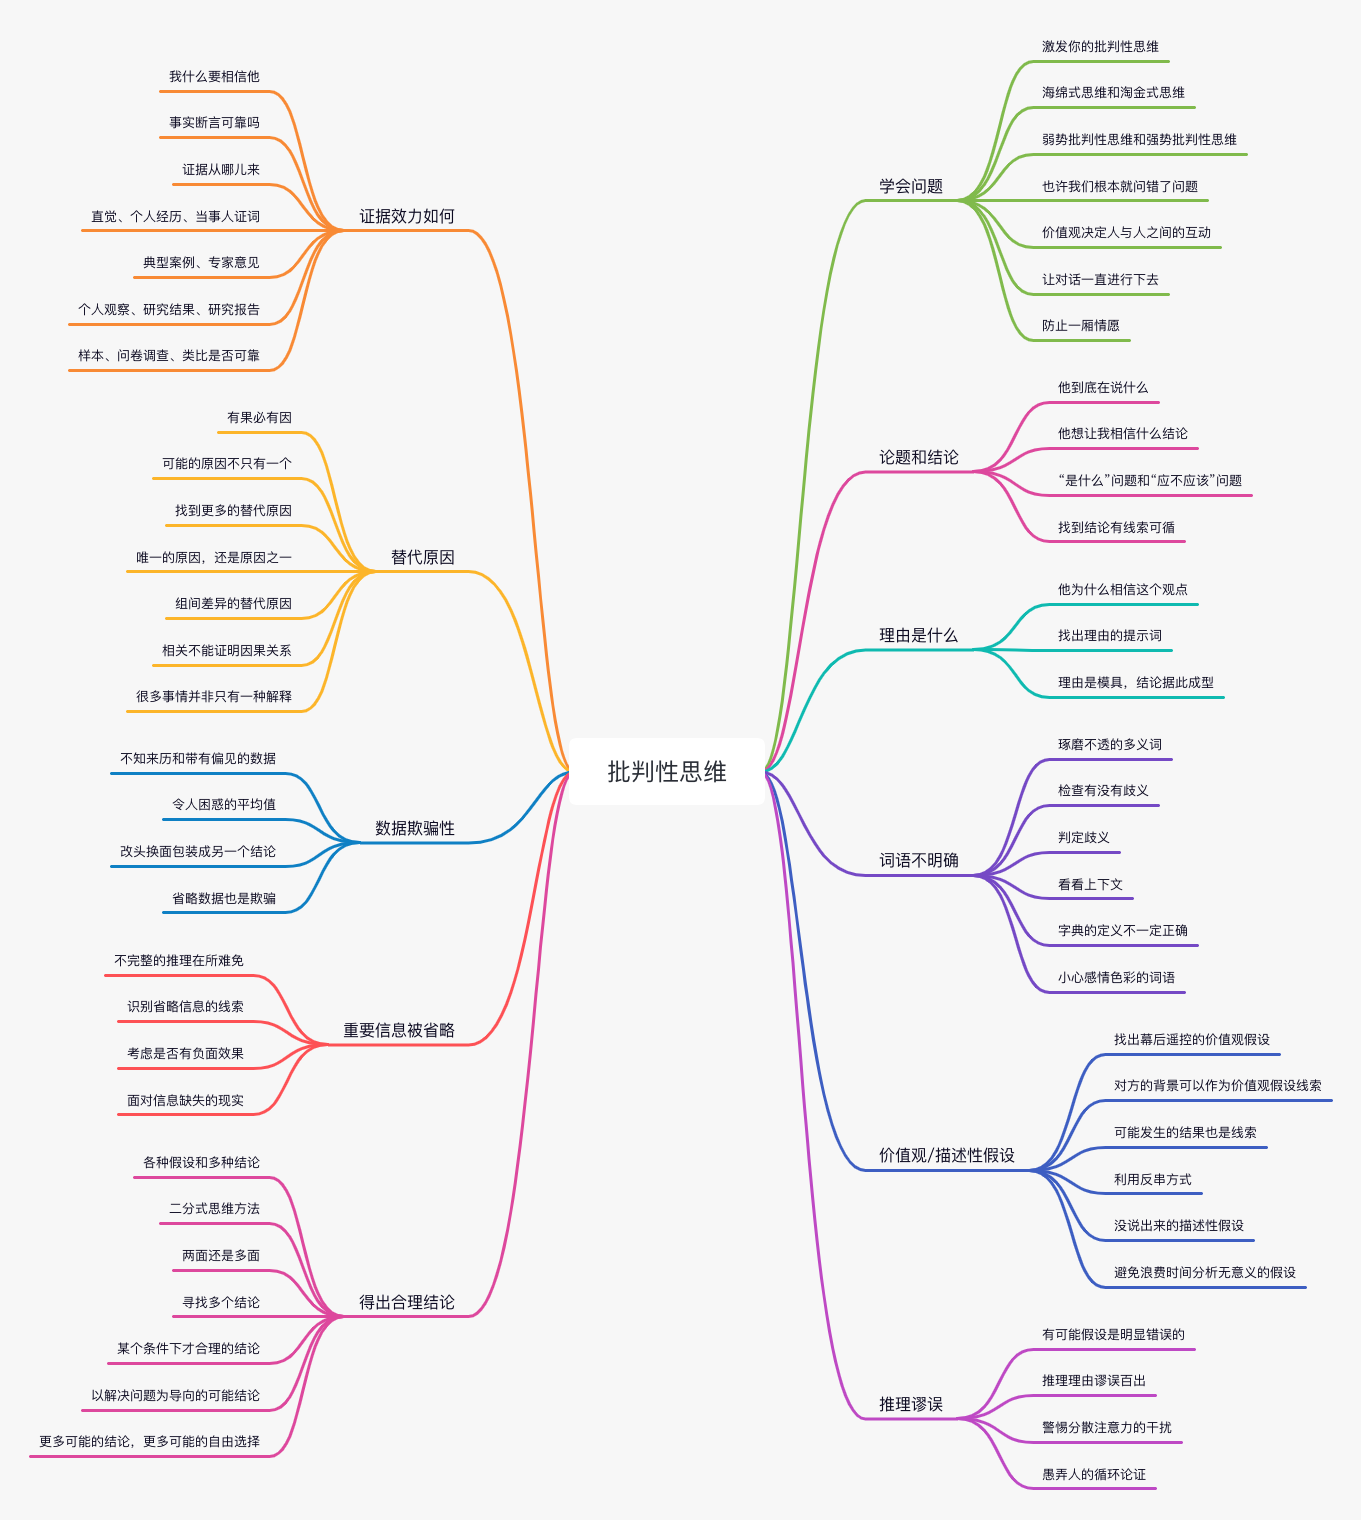 批判性思维
学会问题
激发你的批判性思维
海绵式思维和淘金式思维
弱势批判性思维和强势批判性思维
也许我们根本就问错了问题
价值观决定人与人之间的互动
让对话一直进行下去
防止一厢情愿
论题和结论
他到底在说什么
他想让我相信什么结论
“是什么”问题和“应不应该”问题
找到结论有线索可循
理由是什么
他为什么相信这个观点
找出理由的提示词
理由是模具，结论据此成型
词语不明确
琢磨不透的多义词
检查有没有歧义
判定歧义
看看上下文
字典的定义不一定正确
小心感情色彩的词语
价值观/描述性假设
找出幕后遥控的价值观假设
对方的背景可以作为价值观假设线索
可能发生的结果也是线索
利用反串方式
没说出来的描述性假设
避免浪费时间分析无意义的假设
推理谬误
有可能假设是明显错误的
推理理由谬误百出
警惕分散注意力的干扰
愚弄人的循环论证
证据效力如何
我什么要相信他
事实断言可靠吗
证据从哪儿来
直觉、个人经历、当事人证词
典型案例、专家意见
个人观察、研究结果、研究报告
样本、问卷调查、类比是否可靠
替代原因
有果必有因
可能的原因不只有一个
找到更多的替代原因
唯一的原因，还是原因之一
组间差异的替代原因
相关不能证明因果关系
很多事情并非只有一种解释
数据欺骗性
不知来历和带有偏见的数据
令人困惑的平均值
改头换面包装成另一个结论
省略数据也是欺骗
重要信息被省略
不完整的推理在所难免
识别省略信息的线索
考虑是否有负面效果
面对信息缺失的现实
得出合理结论
各种假设和多种结论
二分式思维方法
两面还是多面
寻找多个结论
某个条件下才合理的结论
以解决问题为导向的可能结论
更多可能的结论，更多可能的自由选择